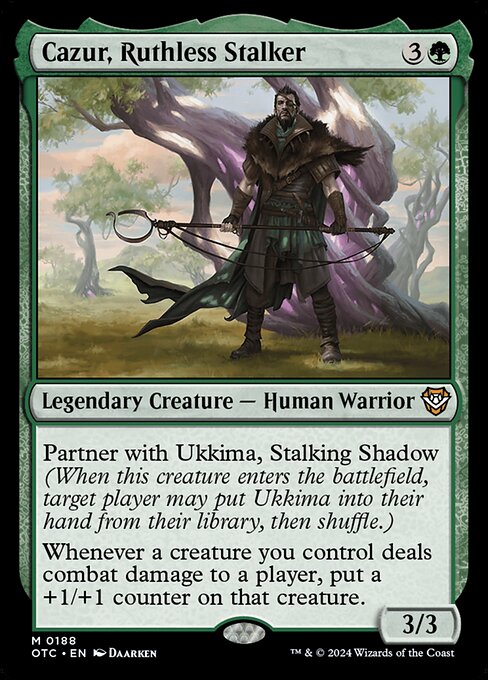 Cazur, Ruthless Stalker 3
Legendary Creature — Human Warrior
Partner with Ukkima, Stalking Shadow
(When this creature enters the battlefield,
target player may put Ukkima into their
hand from their library, then shuffle.)
Whenever a creature you control deals
combat damage to a player, put a
+1/+1 counter on that creature.
3/3
M 0188
OTC • EN Daarken
™ & © 2024 Wizards of the Coast